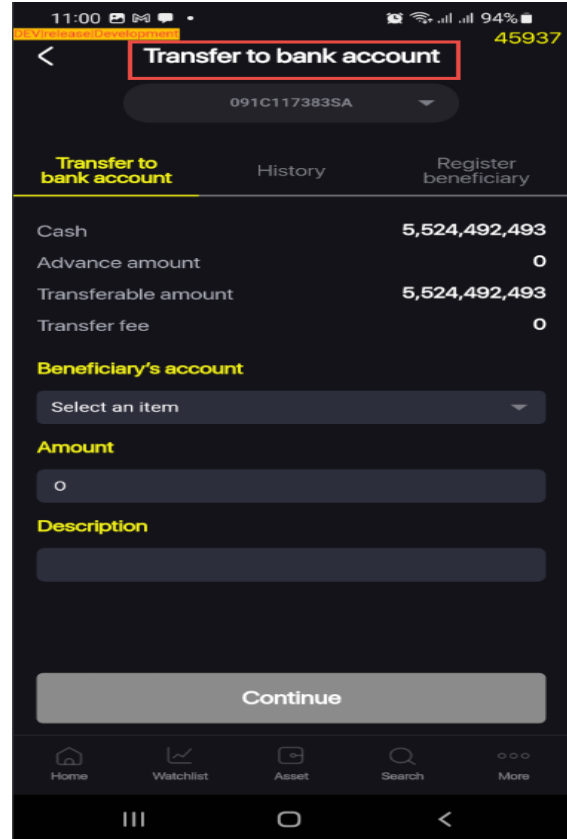 11:00 94%
DEV|release|Development
45937
Transfer to bank account
091C117383SA
Transfer to
bank account
History
Register
beneficiary
Cash 5,524,492,493
Advance amount 0
Transferable amount 5,524,492,493
Transfer fee 0
Beneficiary's account
Select an item
Amount
0
Description
Continue
Home Watchlist Asset Search More